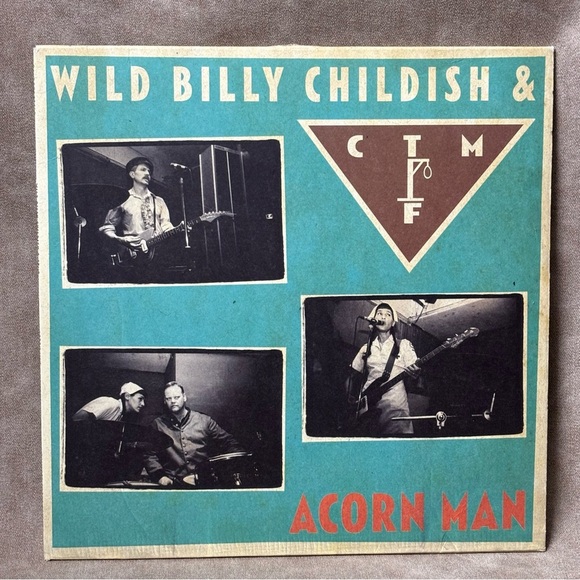 WILD BILLY CHILDISH &
C T M
F
ACORN MAN